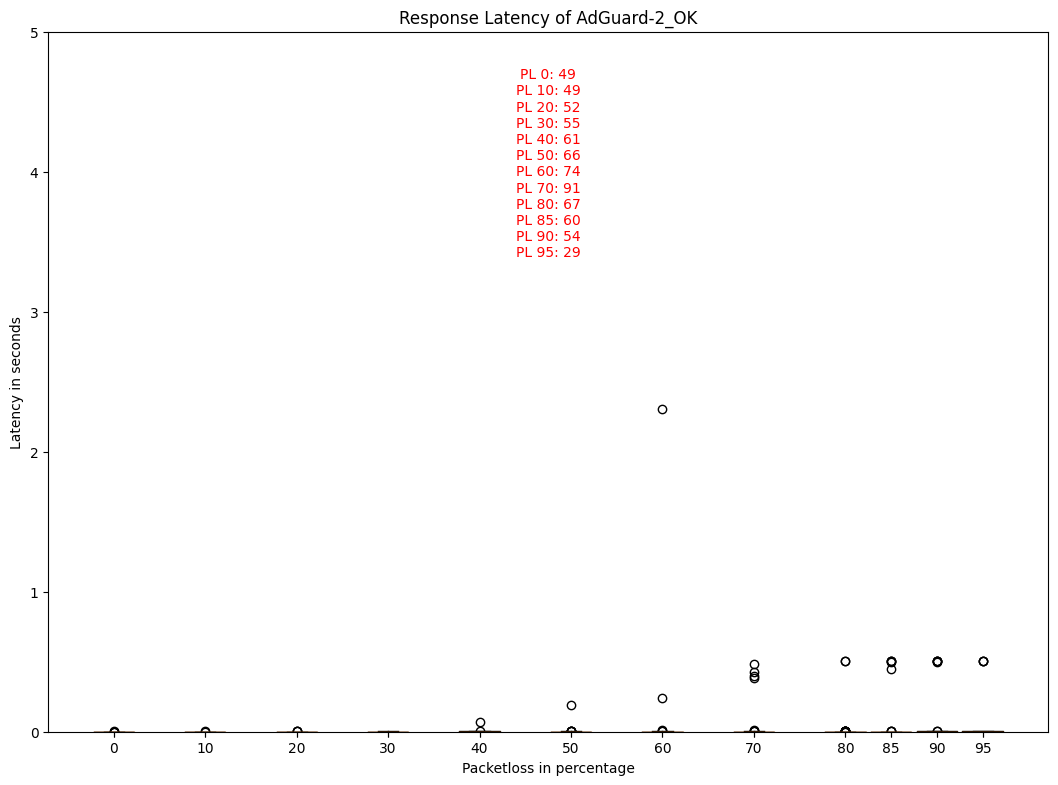 Response Latency of AdGuard-2_OK
5
PL 0: 49
PL 10: 49
PL 20: 52
PL 30: 55
PL 40: 61
PL 50: 66
PL 60: 74
PL 70: 91
PL 80: 67
PL 85: 60
PL 90: 54
PL 95: 29
4
3
2
1
0
Latency in seconds
0 10 20 30 40 50 60 70 80 85 90 95
Packetloss in percentage